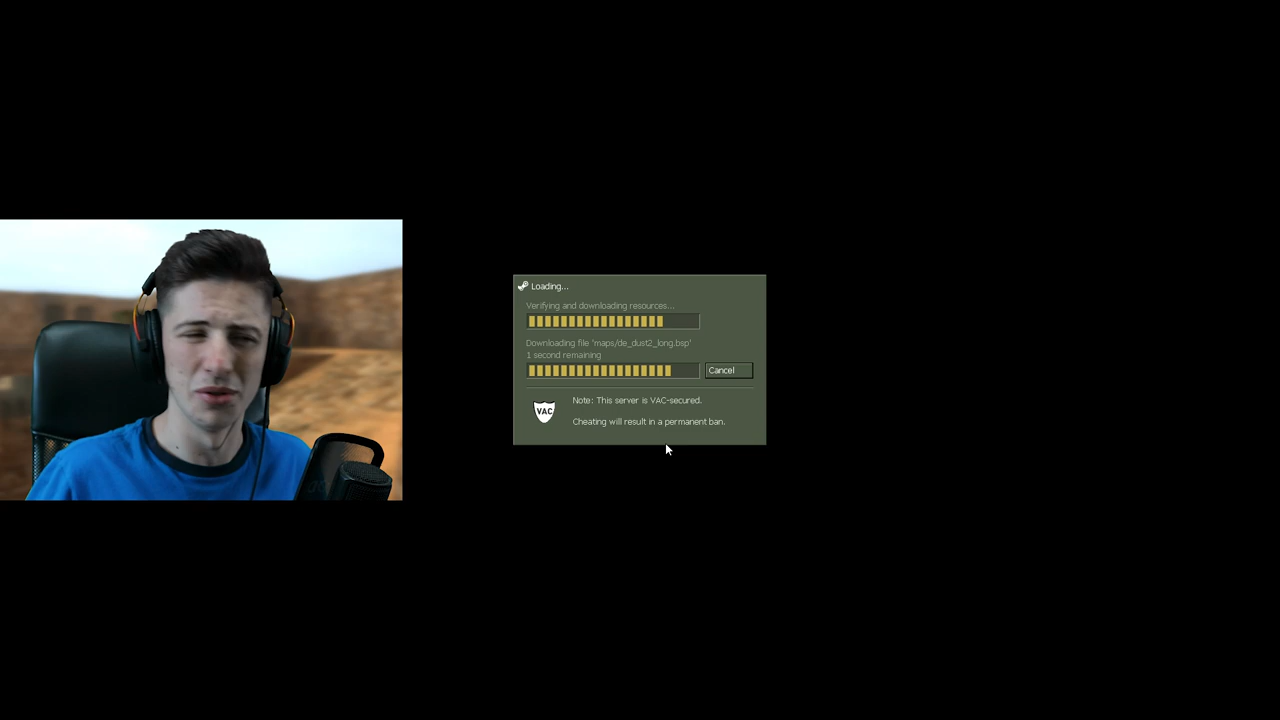 Loading...
Verifying and downloading resources...
Downloading file 'maps/de_dust2_long.bsp'
1 second remaining
Cancel
Note: This server is VAC-secured.
VAC
Cheating will result in a permanent ban.